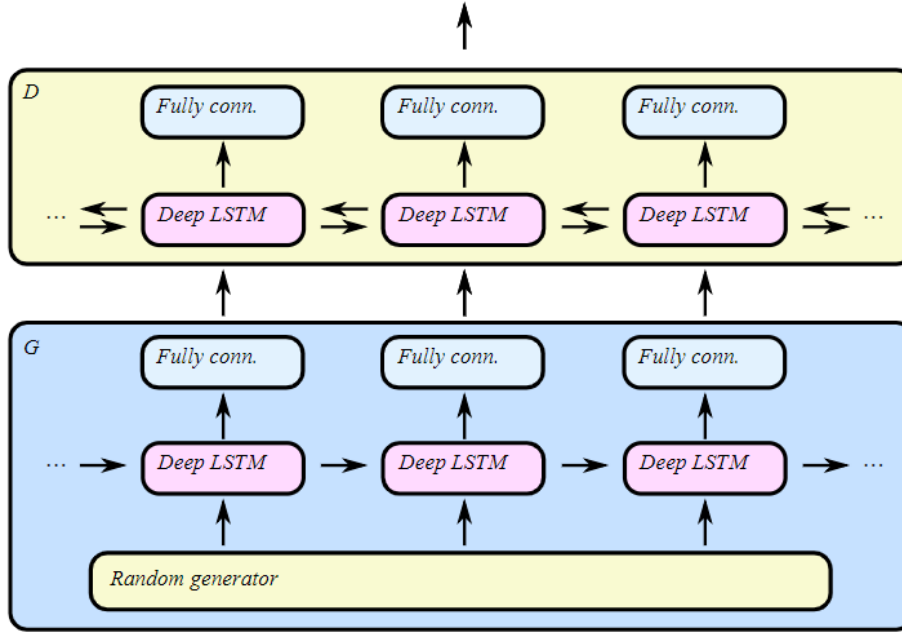 D
Fully conn. Fully conn. Fully conn.
... Deep LSTM Deep LSTM Deep LSTM ...
G
Fully conn. Fully conn. Fully conn.
... Deep LSTM Deep LSTM Deep LSTM ...
Random generator